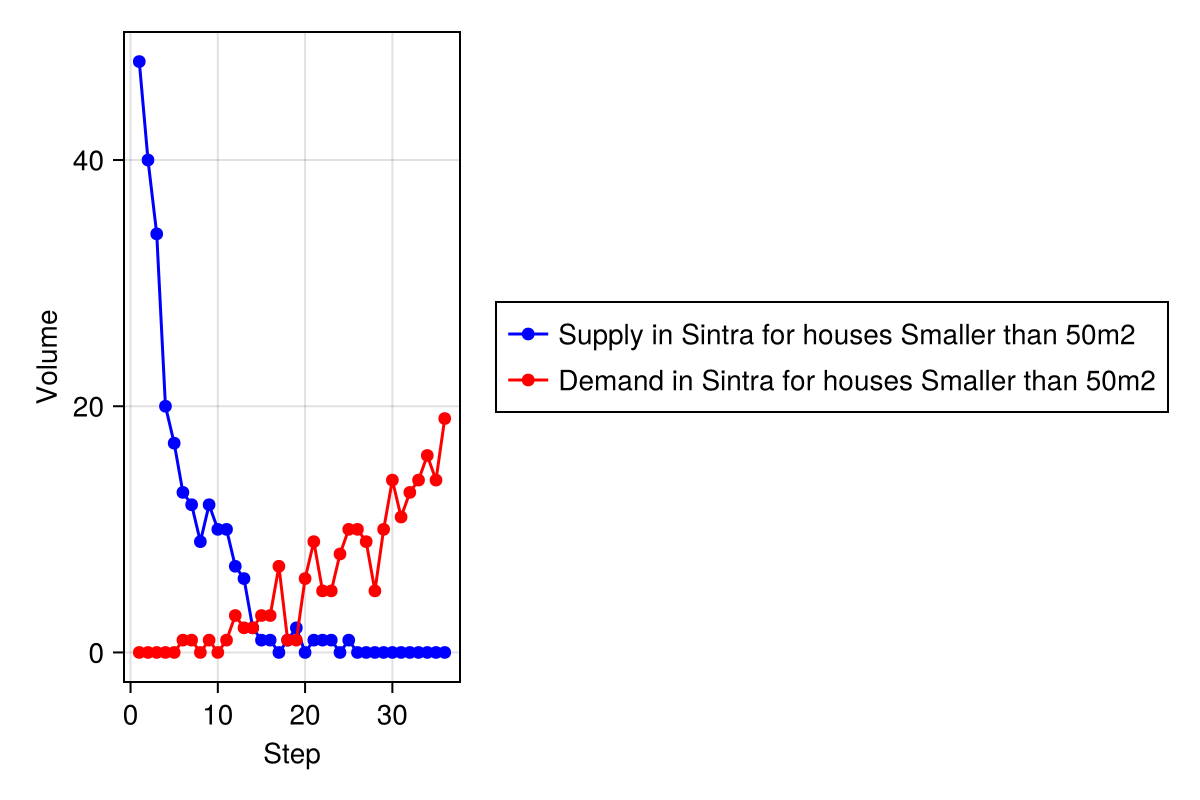 Volume
40
20
0
0 10 20 30
Step
Supply in Sintra for houses Smaller than 50m2
Demand in Sintra for houses Smaller than 50m2